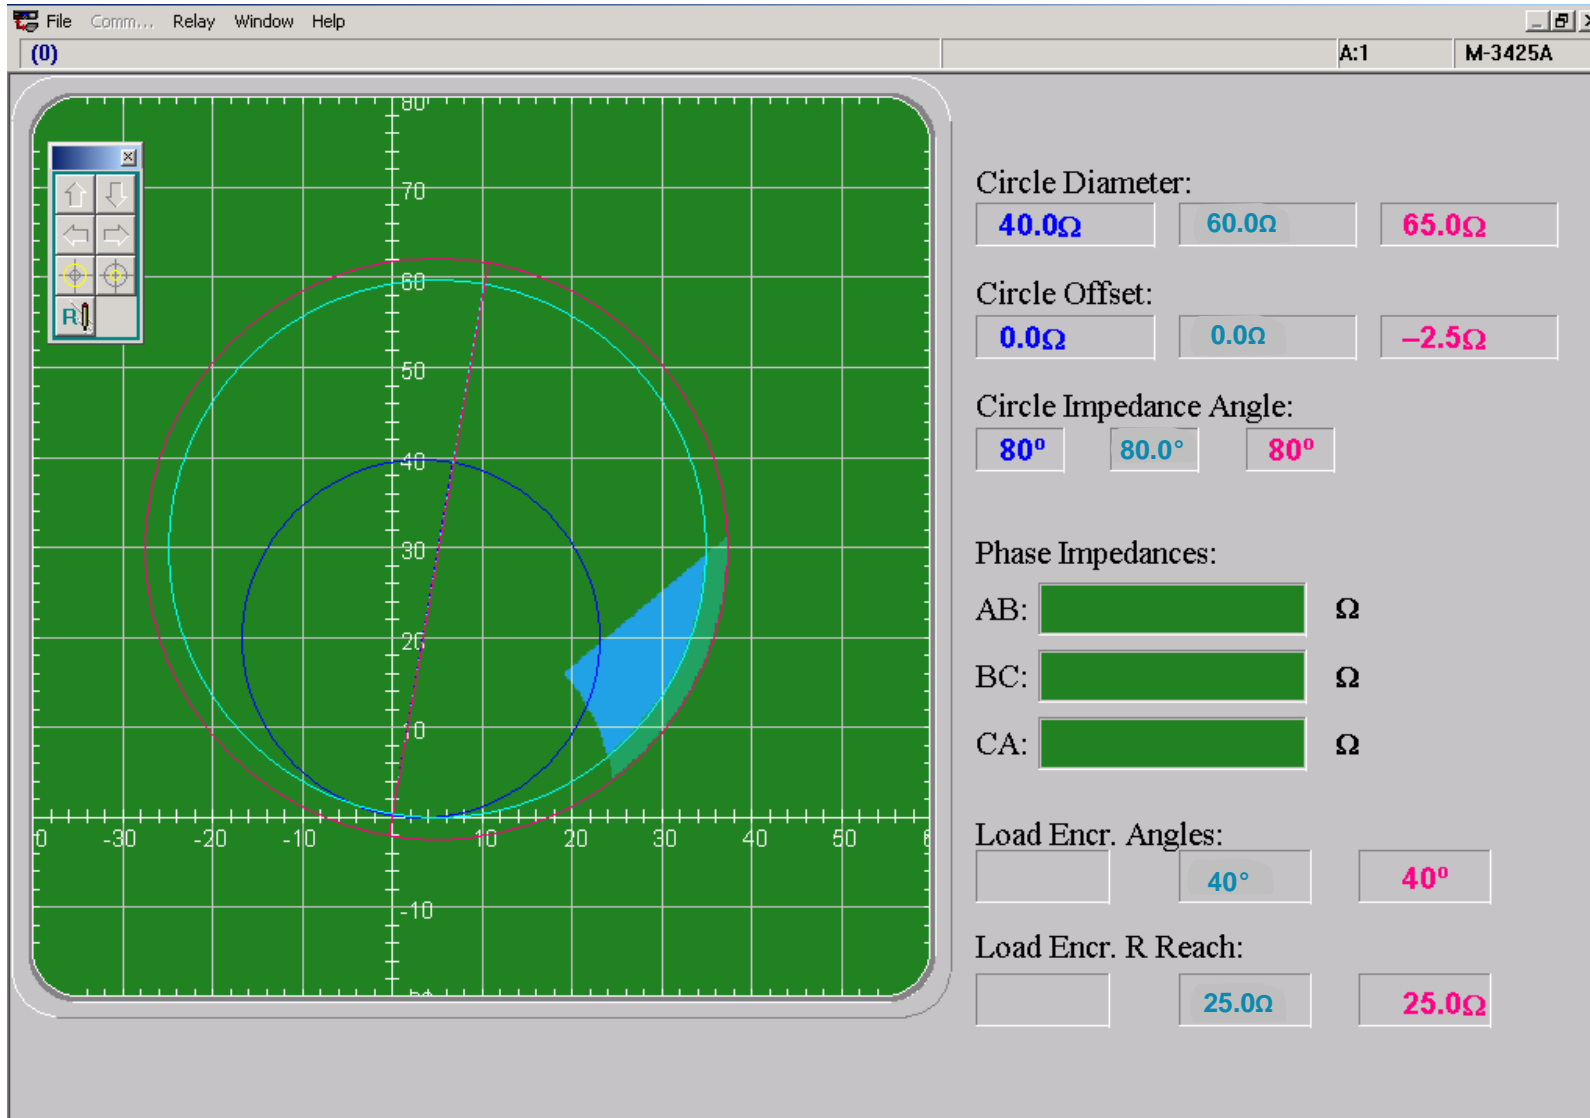 File Comm... Relay Window Help
(0) A:1 M-3425A
80
70
60
50
40
30
20
10
-30 -20 -10 10 20 30 40 50
-10
R
Circle Diameter:
40.0Ω 60.0Ω 65.0Ω
Circle Offset:
0.0Ω 0.0Ω –2.5Ω
Circle Impedance Angle:
80º 80.0° 80º
Phase Impedances:
AB: Ω
BC: Ω
CA: Ω
Load Encr. Angles:
40° 40º
Load Encr. R Reach:
25.0Ω 25.0Ω